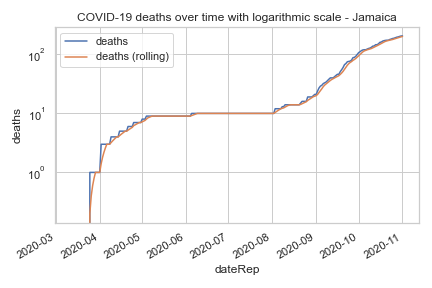 COVID-19 deaths over time with logarithmic scale - Jamaica
deaths
deaths (rolling)
10²
10¹
10⁰
deaths
2020-03
2020-04
2020-05
2020-06
2020-07
2020-08
2020-09
2020-10
2020-11
dateRep